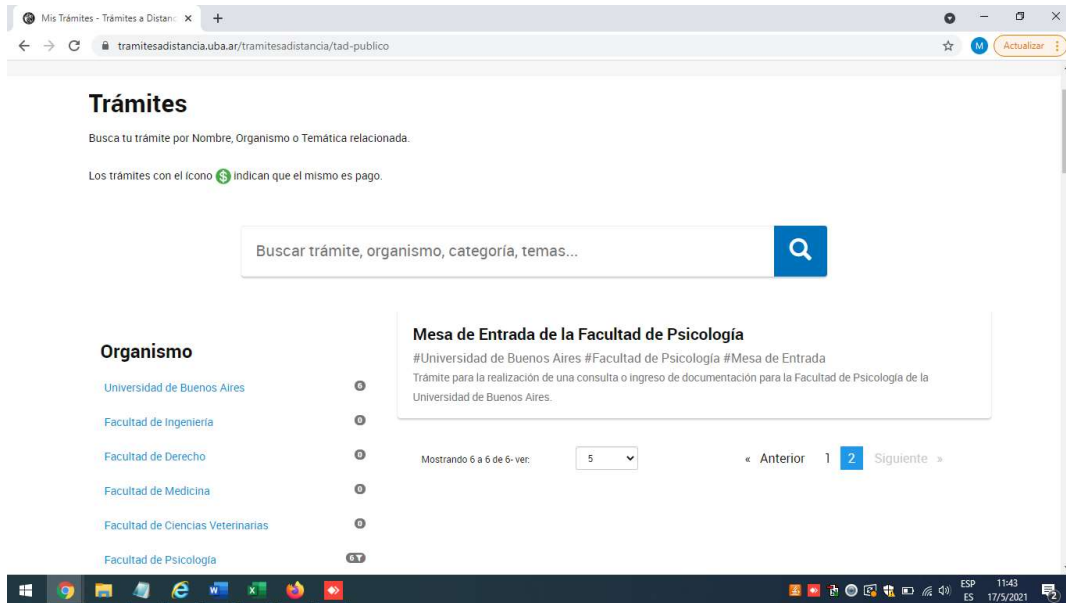 Mis Trámites - Trámites a Distanc
tramitesadistancia.uba.ar/tramitesadistancia/tad-publico
M
Actualizar
Trámites
Busca tu trámite por Nombre, Organismo o Temática relacionada.
Los trámites con el ícono $ indican que el mismo es pago.
Buscar trámite, organismo, categoría, temas...
Organismo
Universidad de Buenos Aires 6
Facultad de Ingeniería 0
Facultad de Derecho 0
Facultad de Medicina 0
Facultad de Ciencias Veterinarias 0
Facultad de Psicología 6
Mesa de Entrada de la Facultad de Psicología
#Universidad de Buenos Aires #Facultad de Psicología #Mesa de Entrada
Trámite para la realización de una consulta o ingreso de documentación para la Facultad de Psicología de la
Universidad de Buenos Aires.
Mostrando 6 a 6 de 6- ver: 5 « Anterior 1 2 Siguiente »
ESP 11:43
ES 17/5/2021